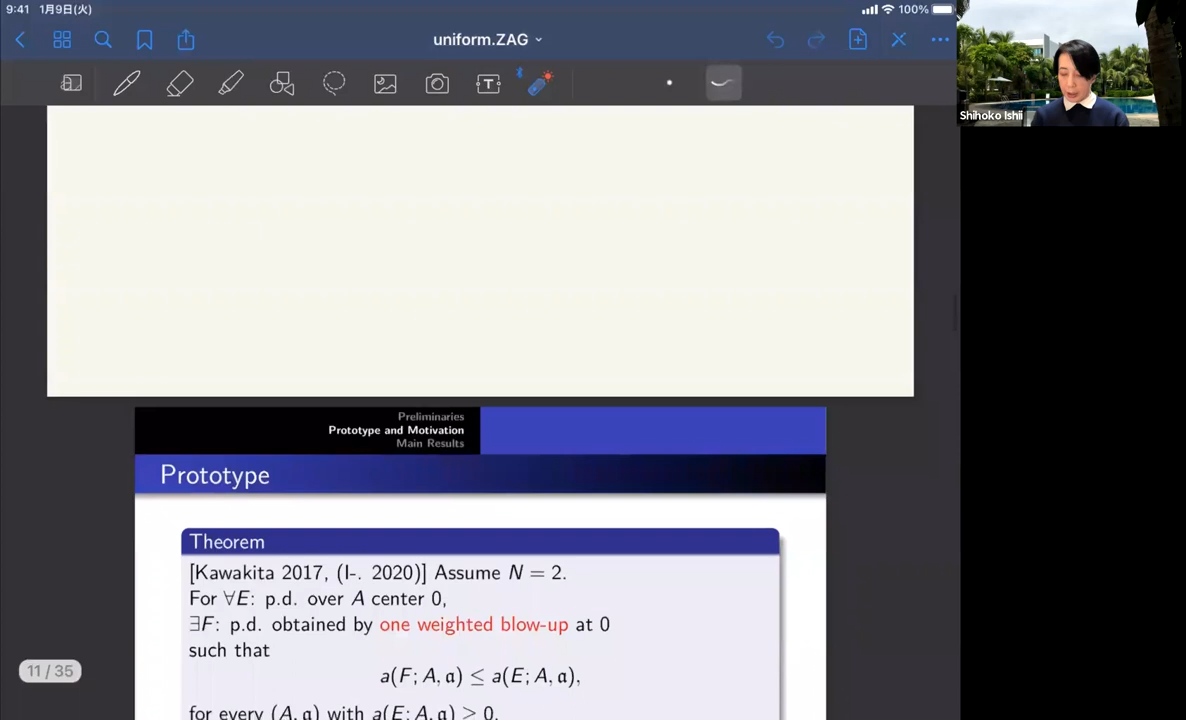 9:41 1月9日(火)
100%
uniform.ZAG
T
Shihoko Ishii
Preliminaries
Prototype and Motivation
Main Results
Prototype
Theorem
[Kawakita 2017, (I-. 2020)] Assume N = 2.
For ∀E: p.d. over A center 0,
∃F: p.d. obtained by one weighted blow-up at 0
such that
a(F; A, 𝔞) ≤ a(E; A, 𝔞),
for every (A, 𝔞) with a(E; A, 𝔞) ≥ 0.
11 / 35